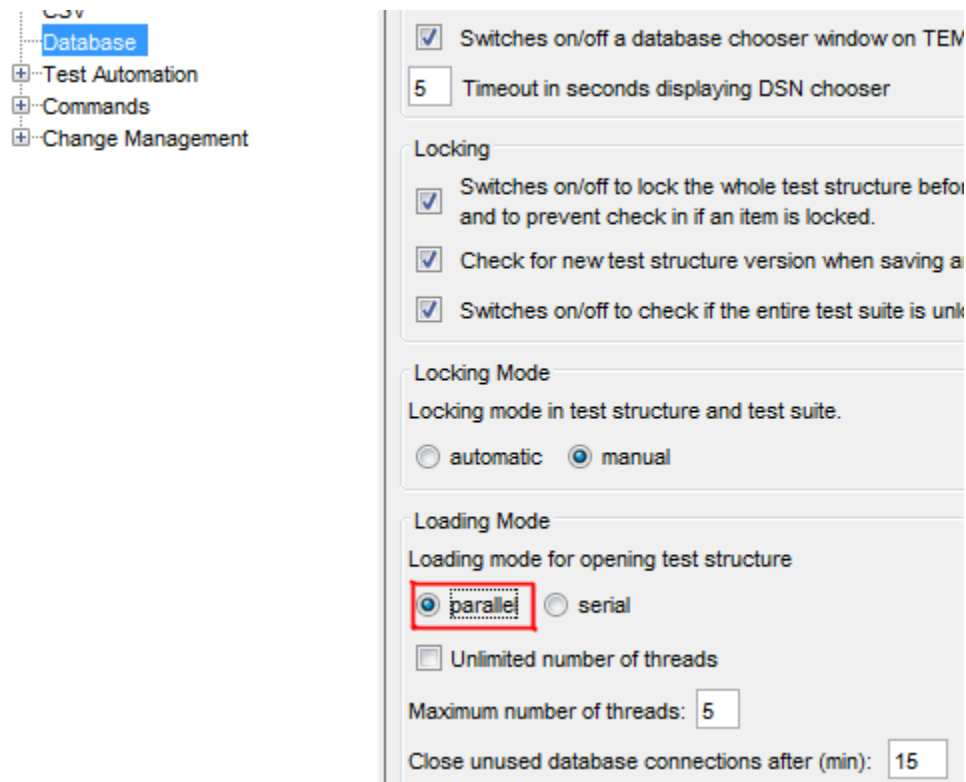 CSV
Database
Test Automation
Commands
Change Management
Switches on/off a database chooser window on TEM
5 Timeout in seconds displaying DSN chooser
Locking
Switches on/off to lock the whole test structure befor
and to prevent check in if an item is locked.
Check for new test structure version when saving a
Switches on/off to check if the entire test suite is unl
Locking Mode
Locking mode in test structure and test suite.
automatic manual
Loading Mode
Loading mode for opening test structure
parallel serial
Unlimited number of threads
Maximum number of threads: 5
Close unused database connections after (min): 15